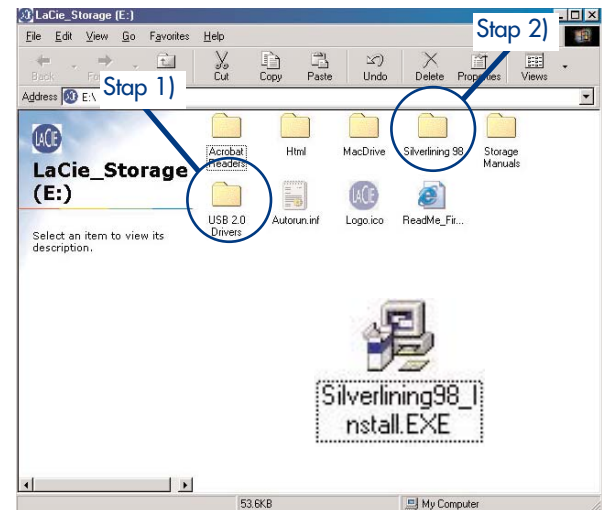 LaCie_Storage (E:)
File Edit View Go Favorites Help
Stap 2)
Back Cut Copy Paste Undo Delete Properties Views
Stap 1)
Address E:\
LACIE
LaCie_Storage
(E:)
Select an item to view its
description.
Acrobat
Readers
Html
MacDrive
Silverlining 98
Storage
Manuals
USB 2.0
Drivers
Autorun.inf
LACIE
Logo.ico
ReadMe_Fir...
Silverlining98_I
nstall.EXE
53.6KB My Computer